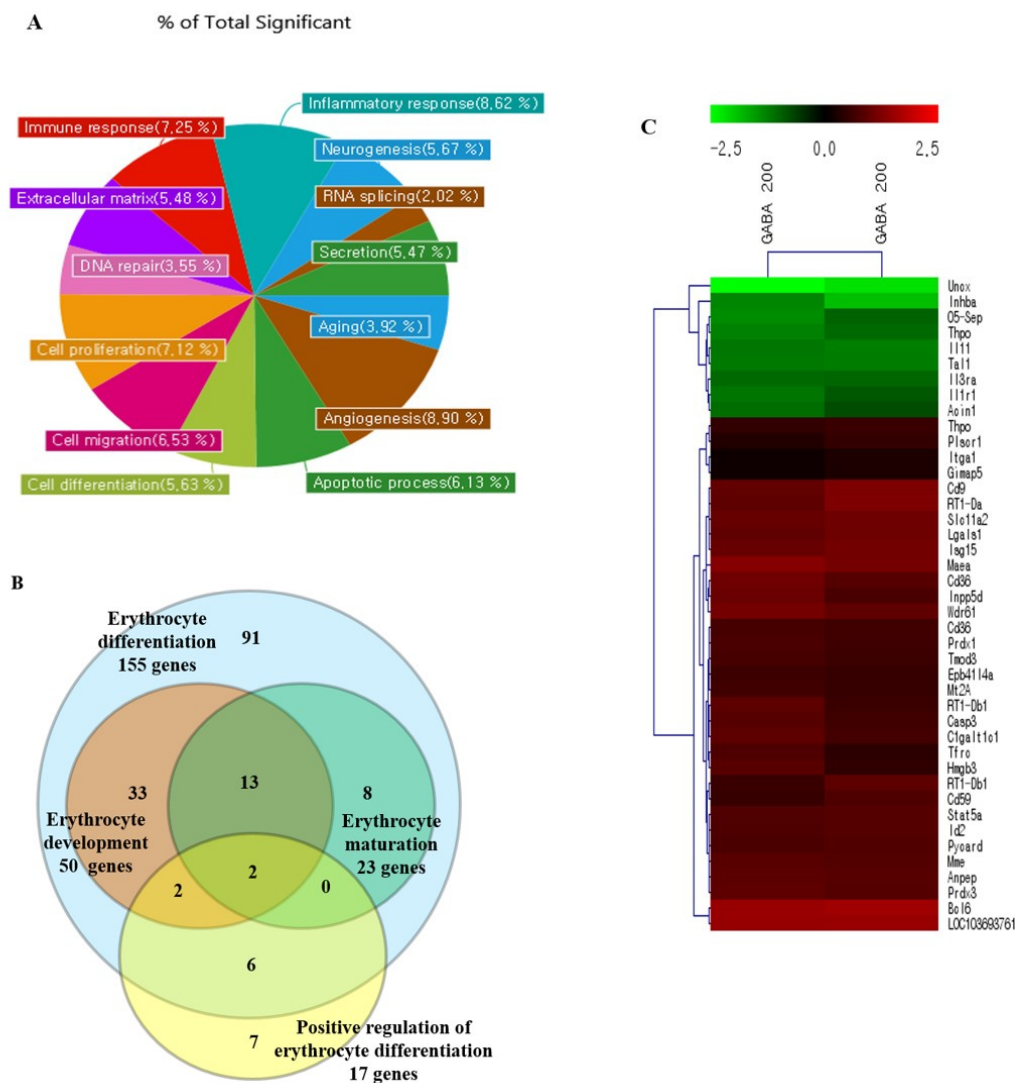 A
% of Total Significant
Inflammatory response(8,62 %)
Immune response(7,25 %)
Neurogenesis(5,67 %)
Extracellular matrix(5,48 %)
RNA splicing(2,02 %)
Secretion(5,47 %)
DNA repair(3,55 %)
Aging(3,92 %)
Cell proliferation(7,12 %)
Angiogenesis(8,90 %)
Cell migration(6,53 %)
Cell differentiation(5,63 %)
Apoptotic process(6,13 %)
B
Erythrocyte
differentiation
155 genes
91
33
13
8
Erythrocyte
development
50 genes
Erythrocyte
maturation
23 genes
2
2
0
6
7
Positive regulation of
erythrocyte differentiation
17 genes
C
-2.5 0.0 2.5
GABA 200
GABA 200
Uncx
Inhba
05-Sep
Thpo
Il11
Tal1
Il3ra
Il1r1
Acin1
Thpo
Plscr1
Itga1
Gimap5
Cd9
RT1-Da
Slc11a2
Lgals1
Isg15
Maea
Cd36
Inpp5d
Wdr61
Cd36
Prdx1
Tmod3
Epb41l4a
Mt2A
RT1-Db1
Casp3
C1galt1c1
Tfrc
Hmgb3
RT1-Db1
Cd59
Stat5a
Id2
Pycard
Mme
Anpep
Prdx3
Bcl6
LOC103693761